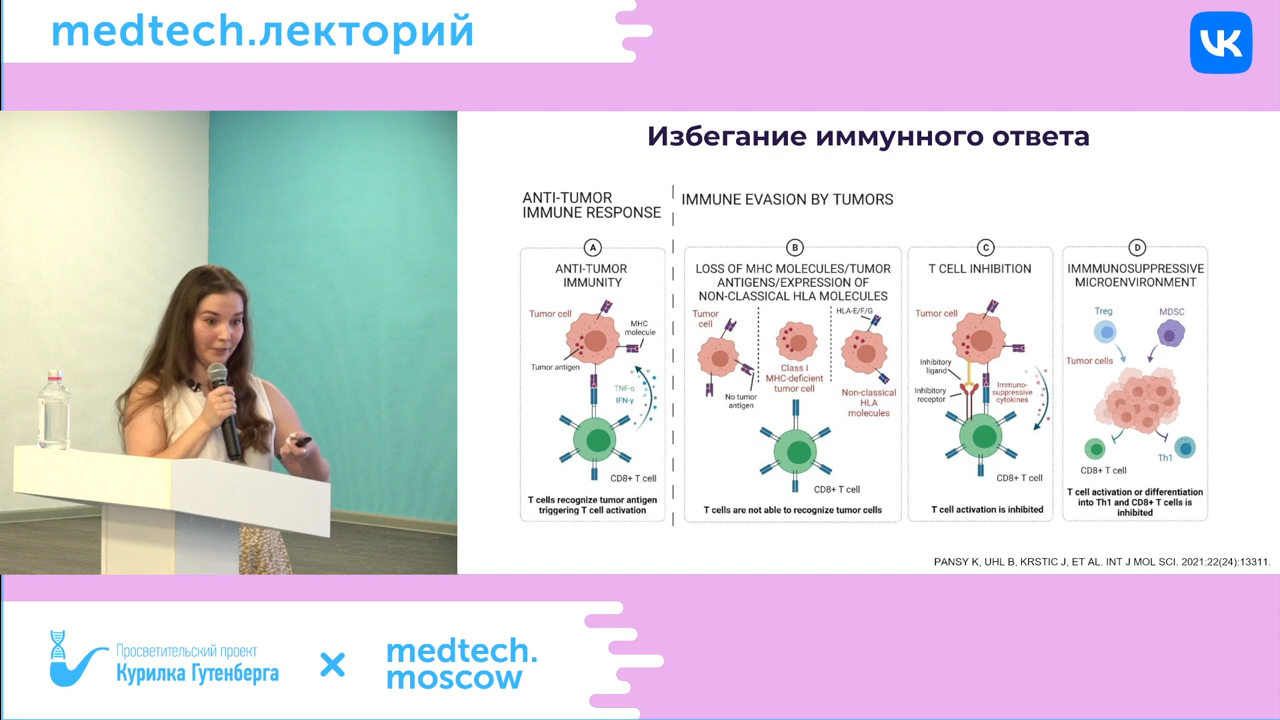 medtech.лекторий
VK
Избегание иммунного ответа
ANTI-TUMOR
IMMUNE RESPONSE
IMMUNE EVASION BY TUMORS
A
ANTI-TUMOR
IMMUNITY
Tumor cell
MHC
molecule
Tumor antigen
TNF-α
IFN-γ
CD8+ T cell
T cells recognize tumor antigen
triggering T cell activation
B
LOSS OF MHC MOLECULES/TUMOR
ANTIGENS/EXPRESSION OF
NON-CLASSICAL HLA MOLECULES
Tumor
cell
No tumor
antigen
Class I
MHC-deficient
tumor cell
HLA-E/F/G
Non-classical
HLA
molecules
CD8+ T cell
T cells are not able to recognize tumor cells
C
T CELL INHIBITION
Tumor cell
Inhibitory
ligand
Inhibitory
receptor
Immuno-
suppressive
cytokines
CD8+ T cell
T cell activation is inhibited
D
IMMMUNOSUPPRESSIVE
MICROENVIRONMENT
Treg
MDSC
Tumor cells
CD8+ T cell
Th1
T cell activation or differentiation
into Th1 and CD8+ T cells is
inhibited
PANSY K, UHL B, KRSTIC J, ET AL. INT J MOL SCI. 2021;22(24):13311.
Просветительский проект
Курилка Гутенберга
×
medtech.
moscow